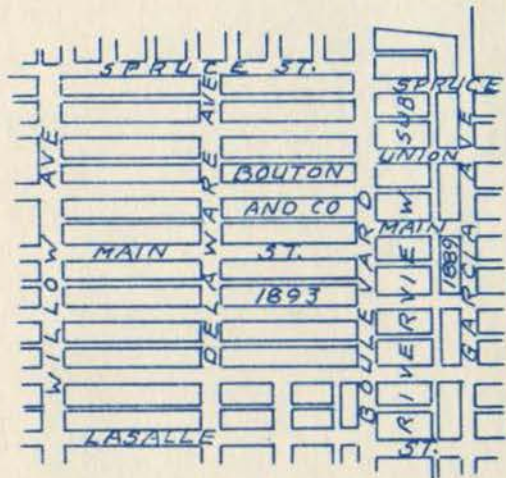 SPRUCE ST.
SPRUCE
WILLOW AVE
DELAWARE AVE
BOULEVARD
RIVERVIEW SUB
1889
GARCIA AVE
UNION
BOUTON
AND CO
MAIN ST.
MAIN
1893
LASALLE ST.